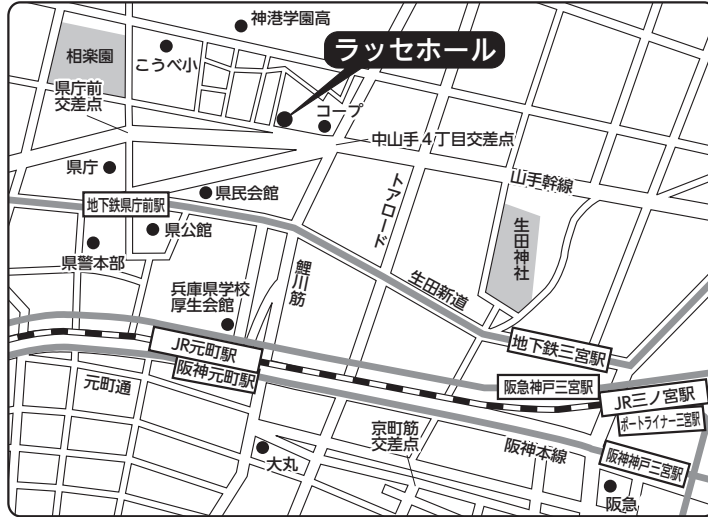 神港学園高
ラッセホール
相楽園
こうべ小
コープ
県庁前
交差点
中山手4丁目交差点
県庁
山手幹線
県民会館
トアロード
地下鉄県庁前駅
県公館
生田神社
県警本部
鯉川筋
生田新道
兵庫県学校
厚生会館
地下鉄三宮駅
JR元町駅
阪神元町駅
元町通
阪急神戸三宮駅
JR三ノ宮駅
ポートライナー三宮駅
京町筋
交差点
阪神本線
阪神神戸三宮駅
大丸
阪急